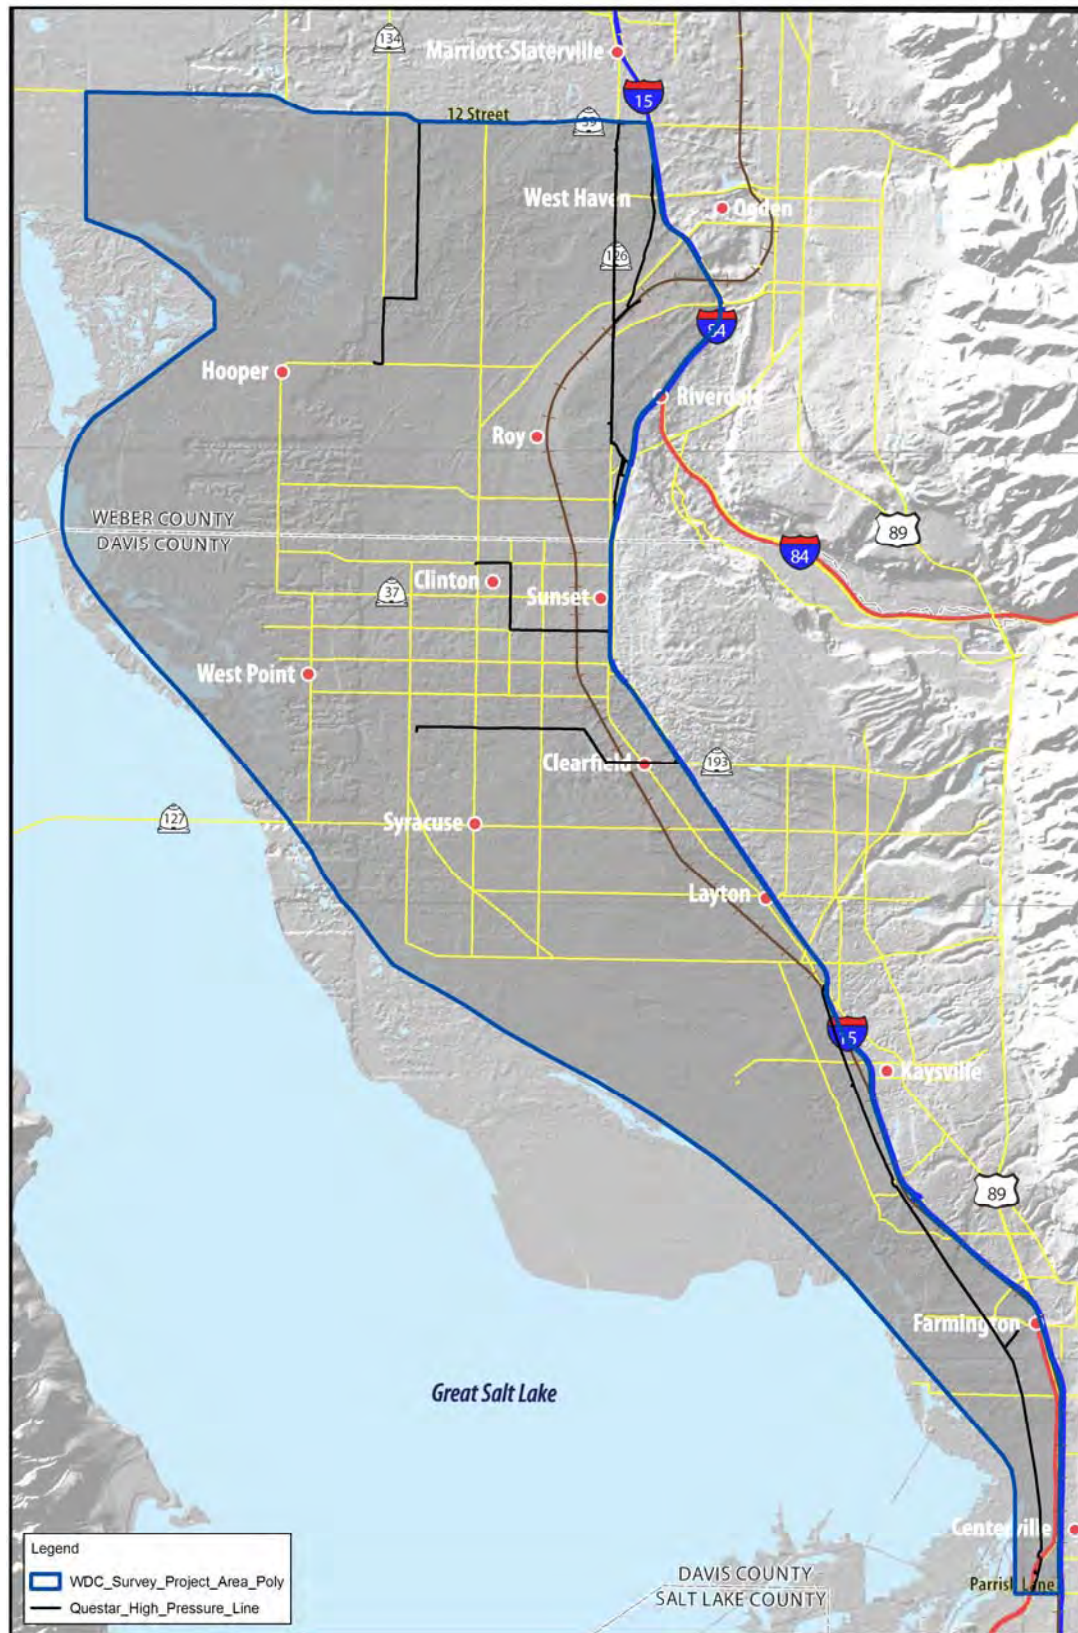 134
Marriott-Slaterville
15
12 Street
39
West Haven
Ogden
126
84
Hooper
Riverdale
Roy
WEBER COUNTY
DAVIS COUNTY
89
84
Clinton
37
Sunset
West Point
Clearfield
193
127
Syracuse
Layton
15
Kaysville
89
Farmington
Great Salt Lake
Centerville
DAVIS COUNTY
SALT LAKE COUNTY
Parrish Lane
Legend
WDC_Survey_Project_Area_Poly
Questar_High_Pressure_Line